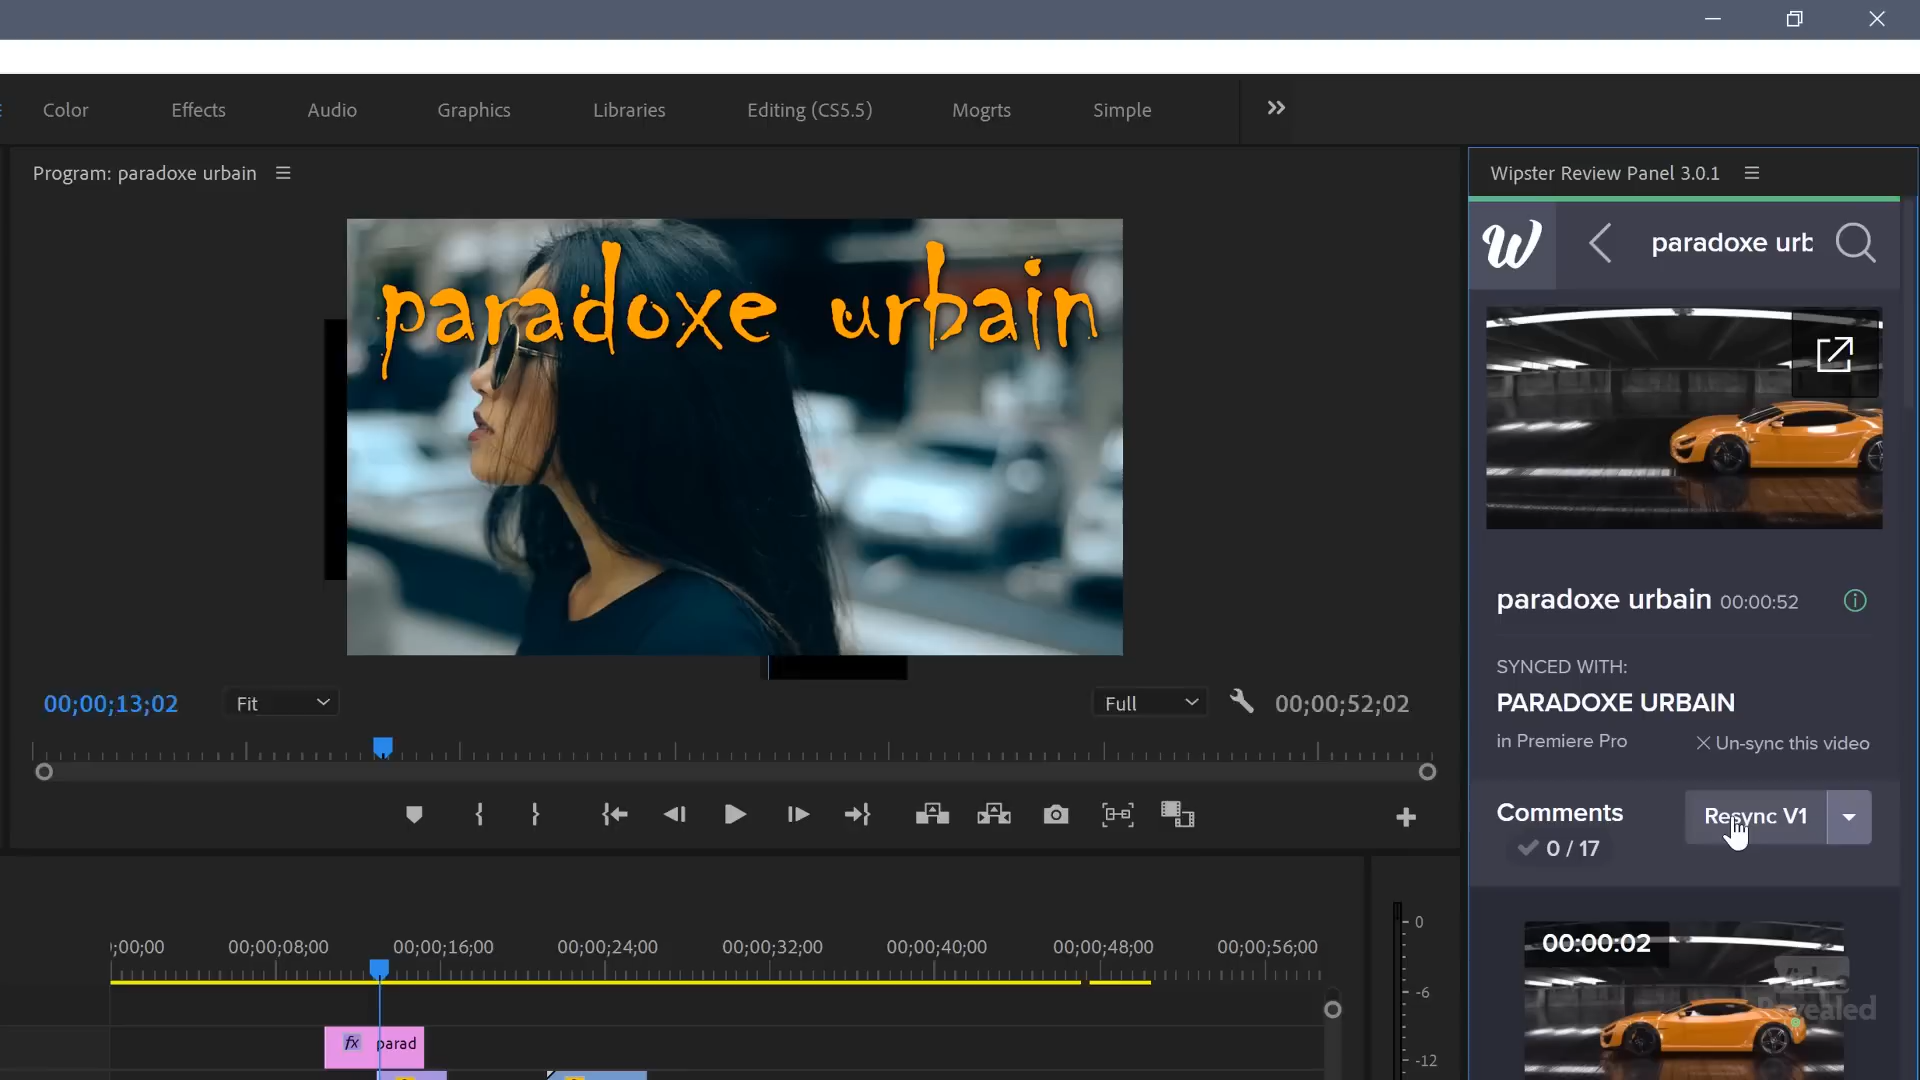 Color Effects Audio Graphics Libraries Editing (CS5.5) Mogrts Simple
Program: paradoxe urbain
paradoxe urbain
00;00;13;02 Fit Full 00;00;52;02
;00;00 00;00;08;00 00;00;16;00 00;00;24;00 00;00;32;00 00;00;40;00 00;00;48;00 00;00;56;00
fx parad
0
-6
-12
Wipster Review Panel 3.0.1
W paradoxe urb
paradoxe urbain 00:00:52
SYNCED WITH:
PARADOXE URBAIN
in Premiere Pro Un-sync this video
Comments Resync V1
0 / 17
00:00:02
Video
Revealed